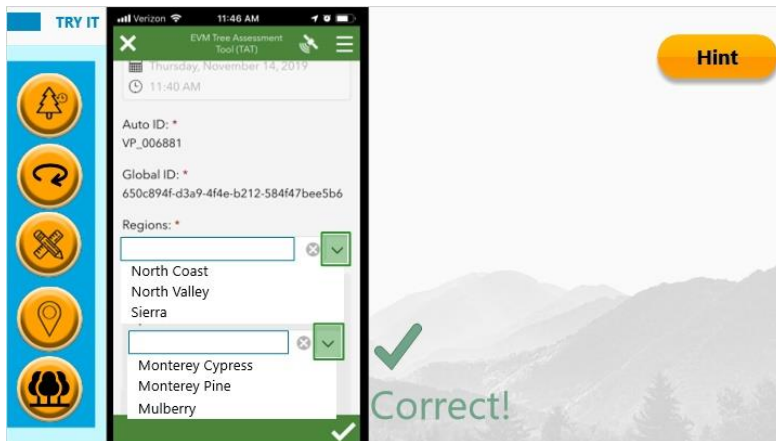 TRY IT
Verizon 11:46 AM
EVM Tree Assessment
Tool (TAT)
Thursday, November 14, 2019
11:40 AM
Auto ID: *
VP_006881
Global ID: *
650c894f-d3a9-4f4e-b212-584f47bee5b6
Regions: *
North Coast
North Valley
Sierra
Monterey Cypress
Monterey Pine
Mulberry
Hint
Correct!